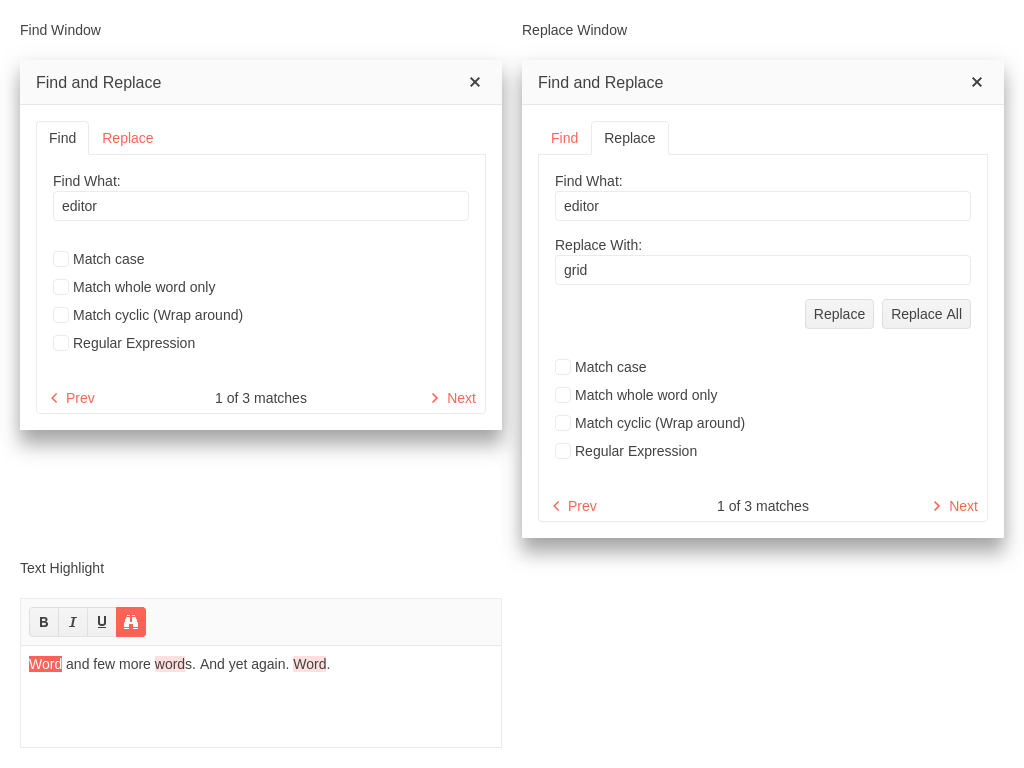 Find Window
Find and Replace
Find Replace
Find What:
editor
Match case
Match whole word only
Match cyclic (Wrap around)
Regular Expression
Prev 1 of 3 matches Next
Replace Window
Find and Replace
Find Replace
Find What:
editor
Replace With:
grid
Replace Replace All
Match case
Match whole word only
Match cyclic (Wrap around)
Regular Expression
Prev 1 of 3 matches Next
Text Highlight
B I U
Word and few more words. And yet again. Word.